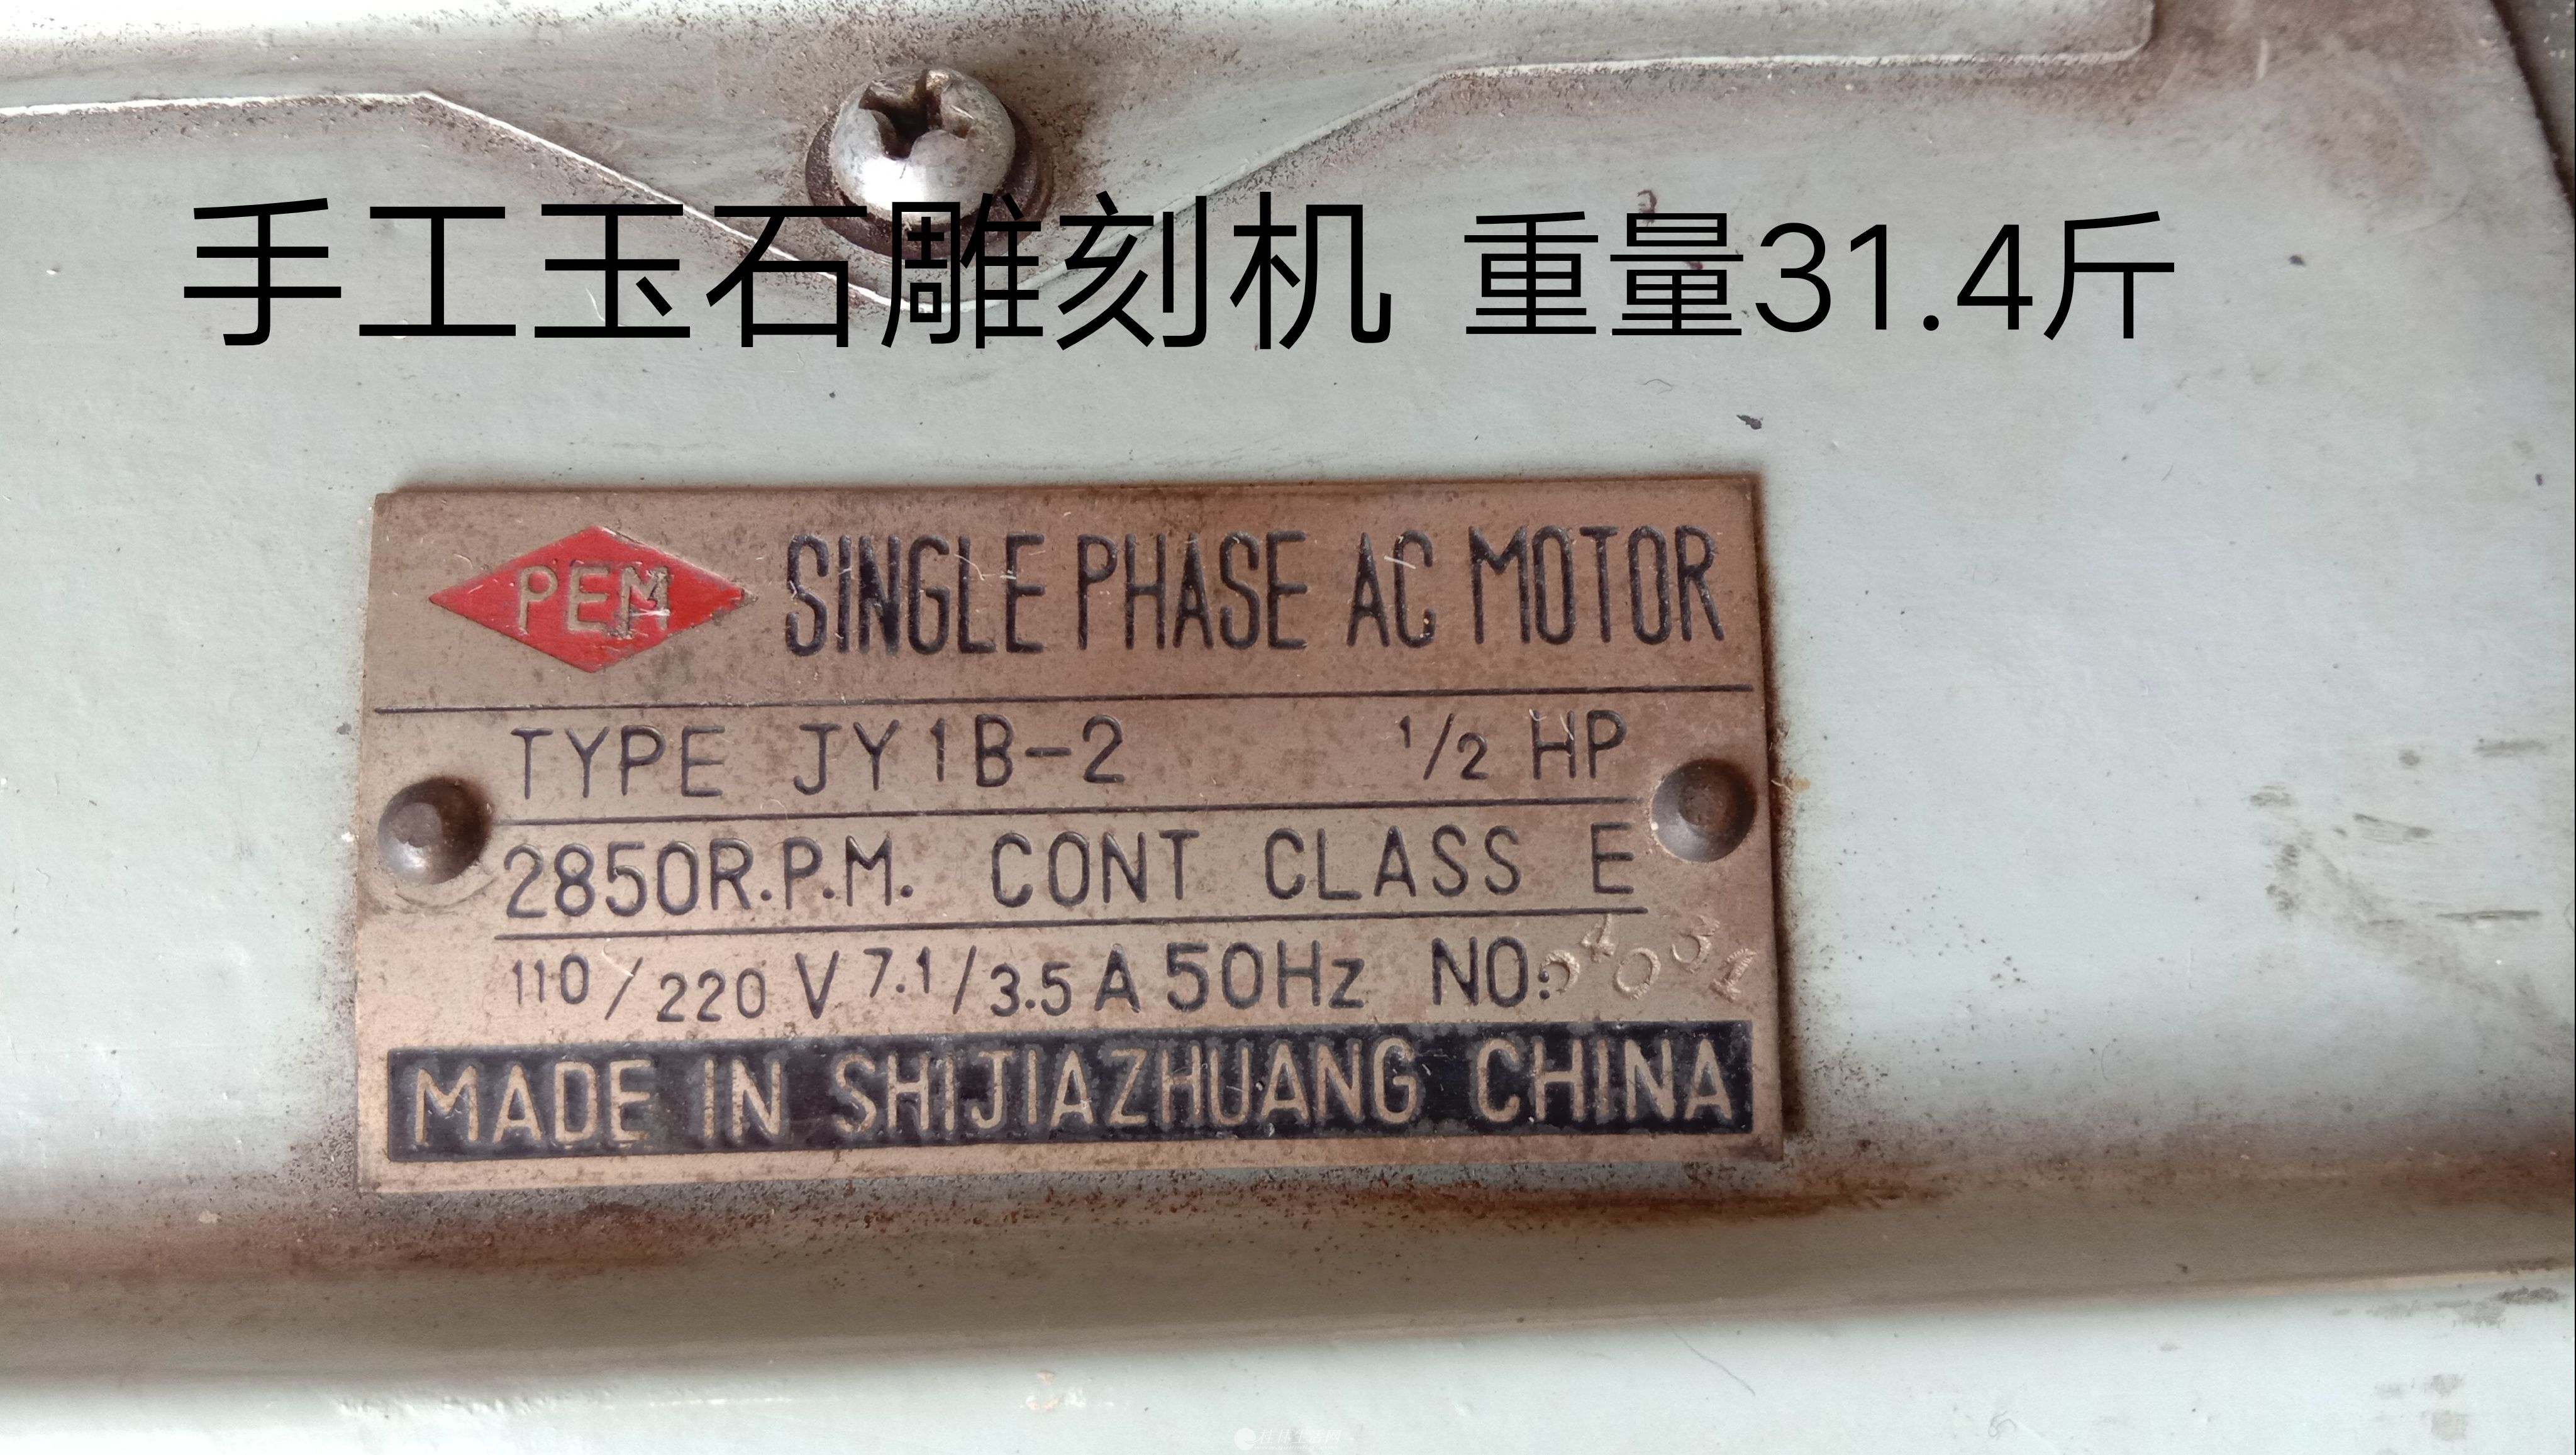 手工玉石雕刻机 重量31.4斤
PEM SINGLE PHASE AC MOTOR
TYPE JY1B-2 1/2 HP
2850R.P.M. CONT CLASS E
110/220 V 7.1/3.5 A 50Hz NO:
MADE IN SHIJIAZHUANG CHINA